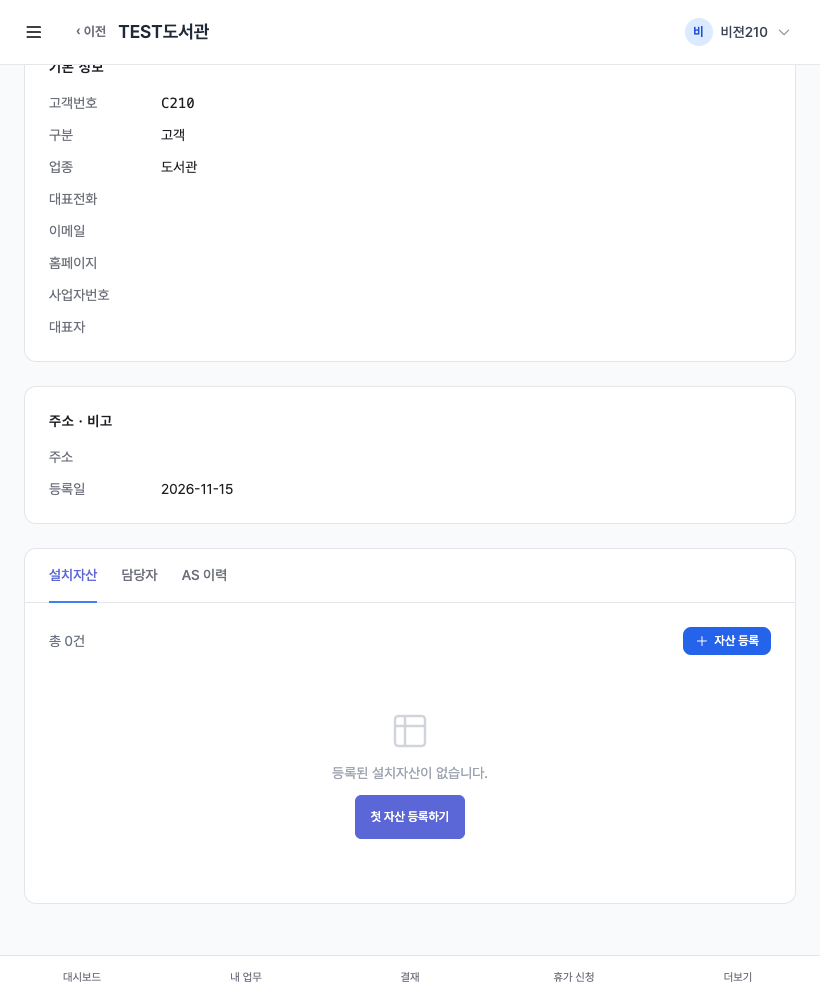 ‹ 이전 TEST도서관
비 비젼210
기본 정보
고객번호 C210
구분 고객
업종 도서관
대표전화
이메일
홈페이지
사업자번호
대표자
주소 · 비고
주소
등록일 2026-11-15
설치자산 담당자 AS 이력
총 0건 + 자산 등록
등록된 설치자산이 없습니다.
첫 자산 등록하기
대시보드 내 업무 결재 휴가 신청 더보기